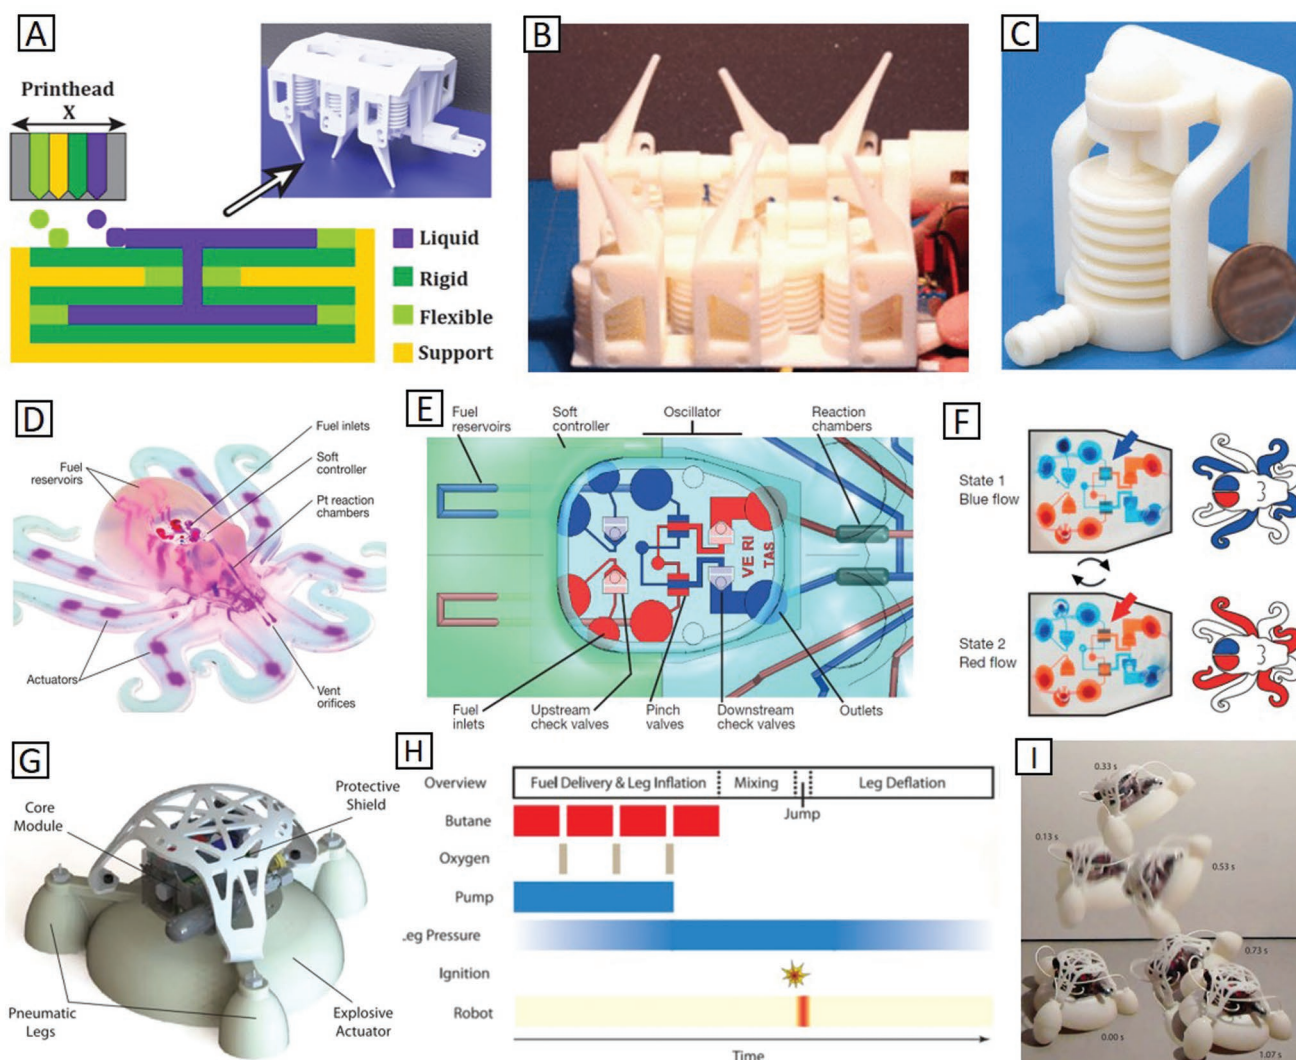 A
Printhead
X
Liquid
Rigid
Flexible
Support
B
C
D
Fuel inlets
Fuel
reservoirs
Soft
controller
Pt reaction
chambers
Actuators
Vent
orifices
E
Fuel
reservoirs
Soft
controller
Oscillator
Reaction
chambers
VE RI
TAS
Fuel
inlets
Upstream
check valves
Pinch
valves
Downstream
check valves
Outlets
F
State 1
Blue flow
State 2
Red flow
G
Core
Module
Protective
Shield
Pneumatic
Legs
Explosive
Actuator
H
Overview
Fuel Delivery & Leg Inflation
Mixing
Leg Deflation
Jump
Butane
Oxygen
Pump
Leg Pressure
Ignition
Robot
Time
I
0.33 s
0.13 s
0.53 s
0.73 s
0.00 s
1.07 s